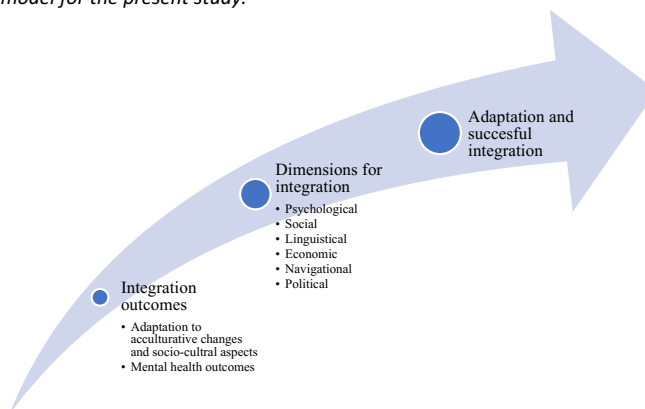 model for the present study.
Adaptation and
succesful
integration
Dimensions for
integration
• Psychological
• Social
• Linguistical
• Economic
• Navigational
• Political
Integration
outcomes
• Adaptation to
acculturative changes
and socio-cultral aspects
• Mental health outcomes